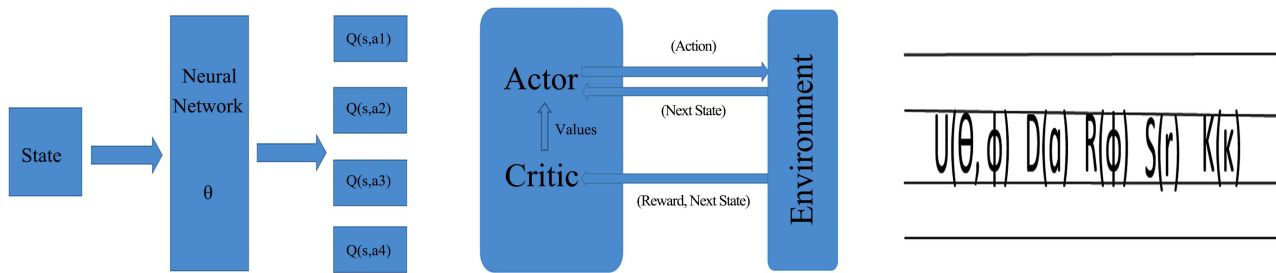 State
Neural
Network
θ
Q(s,a1)
Q(s,a2)
Q(s,a3)
Q(s,a4)
Actor
Values
Critic
(Action)
(Next State)
(Reward, Next State)
Environment
U(θ,ϕ) D(a) R(ϕ) S(r) K(κ)